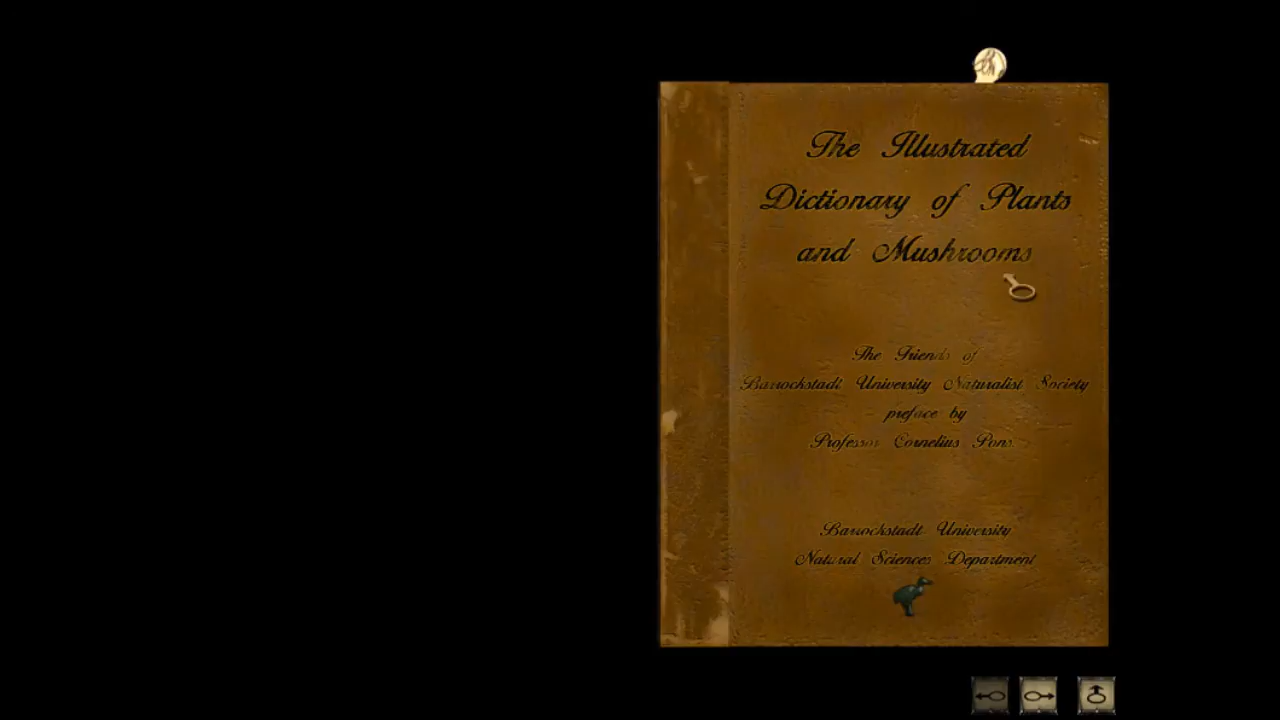 The Illustrated
Dictionary of Plants
and Mushrooms
The Friends of
Barrockstadt University Naturalist Society
preface by
Professor Cornelius Pons
Barrockstadt University
Natural Sciences Department